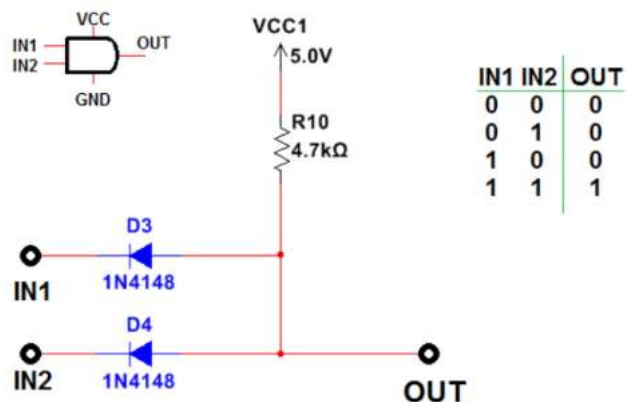 VCC
IN1
OUT
IN2
GND
VCC1
5.0V
R10
4.7kΩ
IN1 IN2 OUT
0 0 0
0 1 0
1 0 0
1 1 1
D3
1N4148
IN1
D4
1N4148
IN2
OUT